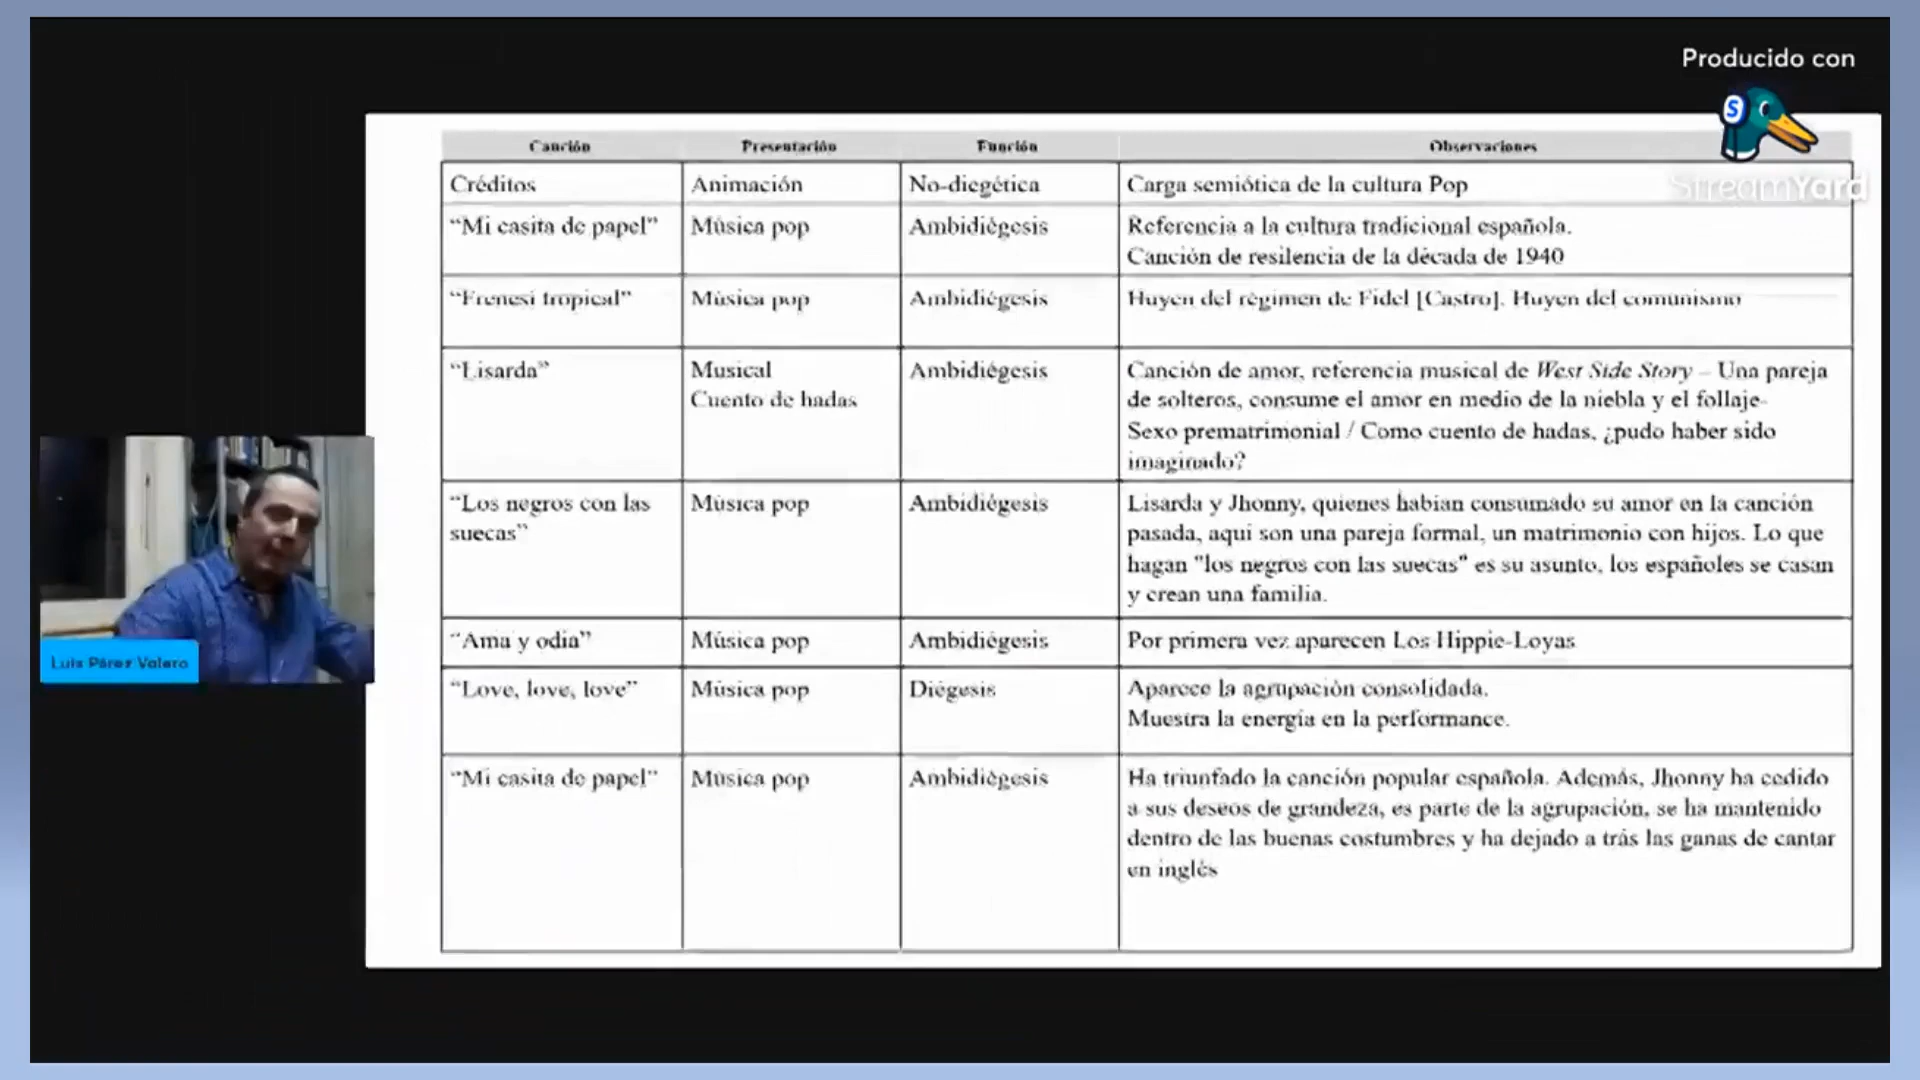 Producido con
StreamYard
Canción Presentación Función Observaciones
Créditos Animación No-diegética Carga semiótica de la cultura Pop
“Mi casita de papel” Música pop Ambidiégesis Referencia a la cultura tradicional española.
Canción de resilencia de la década de 1940
“Frenesí tropical” Música pop Ambidiégesis Huyen del régimen de Fidel [Castro]. Huyen del comunismo
“Lisarda” Musical Ambidiégesis Canción de amor, referencia musical de West Side Story – Una pareja
Cuento de hadas de solteros, consume el amor en medio de la niebla y el follaje-
Sexo prematrimonial / Como cuento de hadas, ¿pudo haber sido
imaginado?
“Los negros con las Música pop Ambidiégesis Lisarda y Jhonny, quienes habían consumado su amor en la canción
suecas” pasada, aquí son una pareja formal, un matrimonio con hijos. Lo que
hagan "los negros con las suecas" es su asunto, los españoles se casan
y crean una familia.
“Ama y odia” Música pop Ambidiégesis Por primera vez aparecen Los Hippie-Loyas
“Love, love, love” Música pop Diégesis Aparece la agrupación consolidada.
Muestra la energía en la performance.
“Mi casita de papel” Música pop Ambidiégesis Ha triunfado la canción popular española. Además, Jhonny ha cedido
a sus deseos de grandeza, es parte de la agrupación, se ha mantenido
dentro de las buenas costumbres y ha dejado a trás las ganas de cantar
en inglés
Luis Pérez Valero